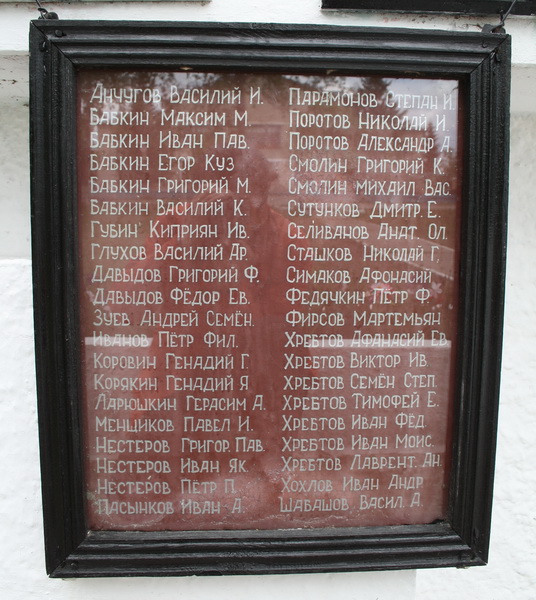 Анчугов Василий И.
Бабкин Максим М.
Бабкин Иван Пав.
Бабкин Егор Куз
Бабкин Григорий М.
Бабкин Василий К.
Губин Киприян Ив.
Глухов Василий Ар.
Давыдов Григорий Ф.
Давыдов Фёдор Ев.
Зуев Андрей Семён.
Иванов Пётр Фил.
Коровин Генадий Г.
Корякин Генадий Я
Ларюшкин Герасим А.
Менщиков Павел И.
Нестеров Григор. Пав.
Нестеров Иван Як.
Нестеров Пётр П.
Пасынков Иван А.
Парамонов Степан И.
Поротов Николай И.
Поротов Александр А.
Смолин Григорий К.
Смолин Михаил Вас.
Сутунков Дмитр. Е.
Селиванов Анат. Ол.
Сташков Николай Г.
Симаков Афонасий
Федячкин Пётр Ф.
Фирсов Мартемьян
Хребтов Афанасий Ев.
Хребтов Виктор Ив
Хребтов Семён Степ.
Хребтов Тимофей Е.
Хребтов Иван Фёд.
Хребтов Иван Моис.
Хребтов Лаврент. Ан.
Хохлов Иван Андр.
Шабашов Васил. А.